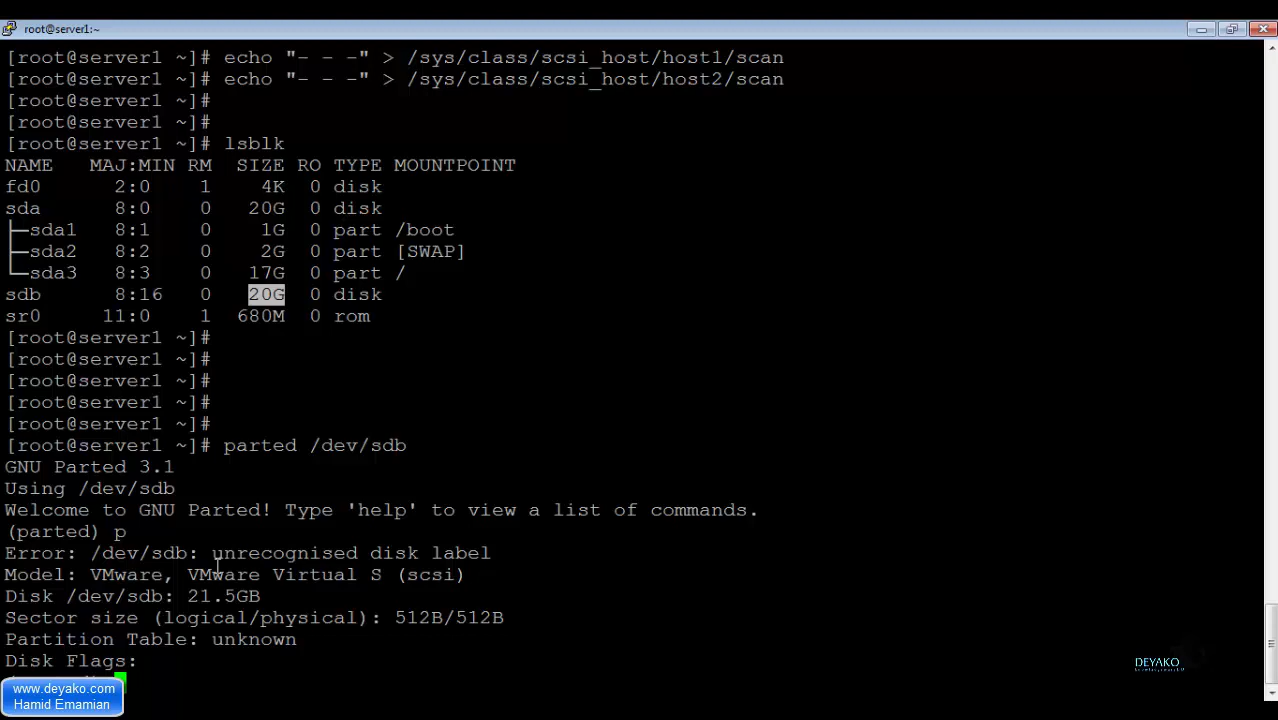 root@server1:~
[root@server1 ~]# echo "- - -" > /sys/class/scsi_host/host1/scan
[root@server1 ~]# echo "- - -" > /sys/class/scsi_host/host2/scan
[root@server1 ~]#
[root@server1 ~]#
[root@server1 ~]# lsblk
NAME   MAJ:MIN RM  SIZE RO TYPE MOUNTPOINT
fd0      2:0    1    4K  0 disk
sda      8:0    0   20G  0 disk
├─sda1   8:1    0    1G  0 part /boot
├─sda2   8:2    0    2G  0 part [SWAP]
└─sda3   8:3    0   17G  0 part /
sdb      8:16   0   20G  0 disk
sr0     11:0    1  680M  0 rom
[root@server1 ~]#
[root@server1 ~]#
[root@server1 ~]#
[root@server1 ~]#
[root@server1 ~]#
[root@server1 ~]# parted /dev/sdb
GNU Parted 3.1
Using /dev/sdb
Welcome to GNU Parted! Type 'help' to view a list of commands.
(parted) p
Error: /dev/sdb: unrecognised disk label
Model: VMware, VMware Virtual S (scsi)
Disk /dev/sdb: 21.5GB
Sector size (logical/physical): 512B/512B
Partition Table: unknown
Disk Flags:
DEYAKO
www.deyako.com
Hamid Emamian